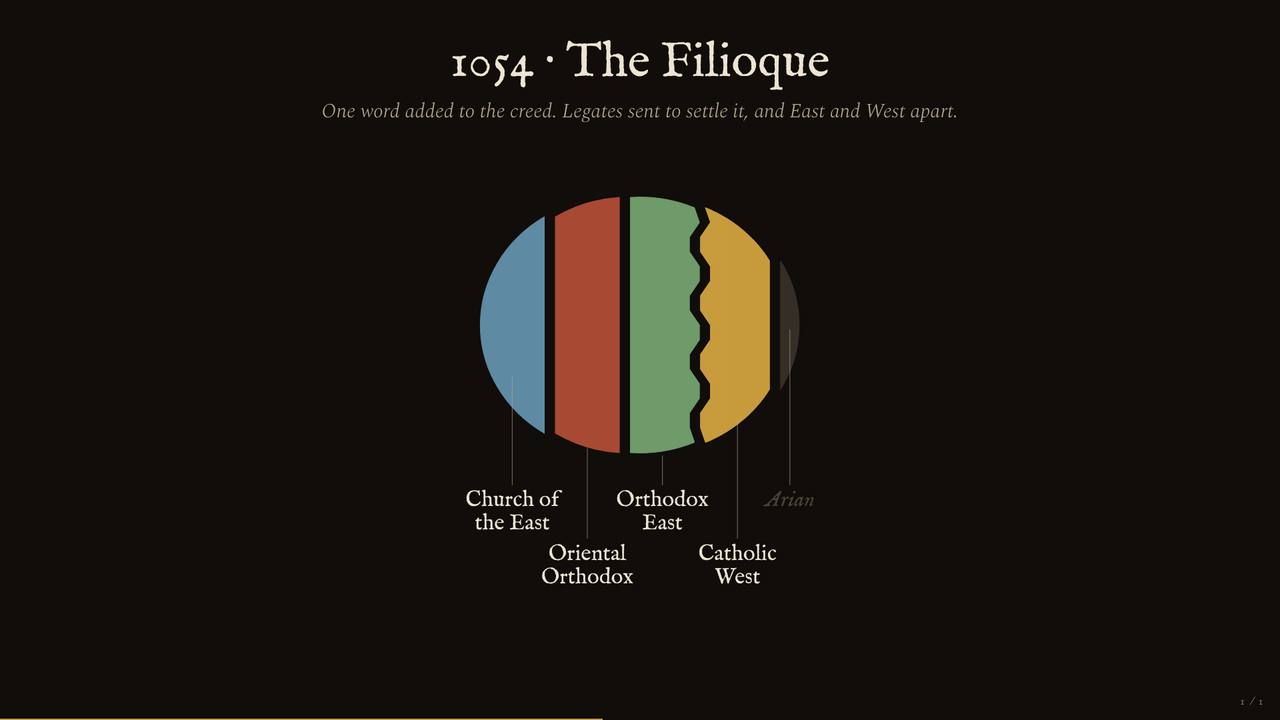 1054 · The Filioque
One word added to the creed. Legates sent to settle it, and East and West apart.
Church of
the East
Orthodox
East
Arian
Oriental
Orthodox
Catholic
West
1 / 1